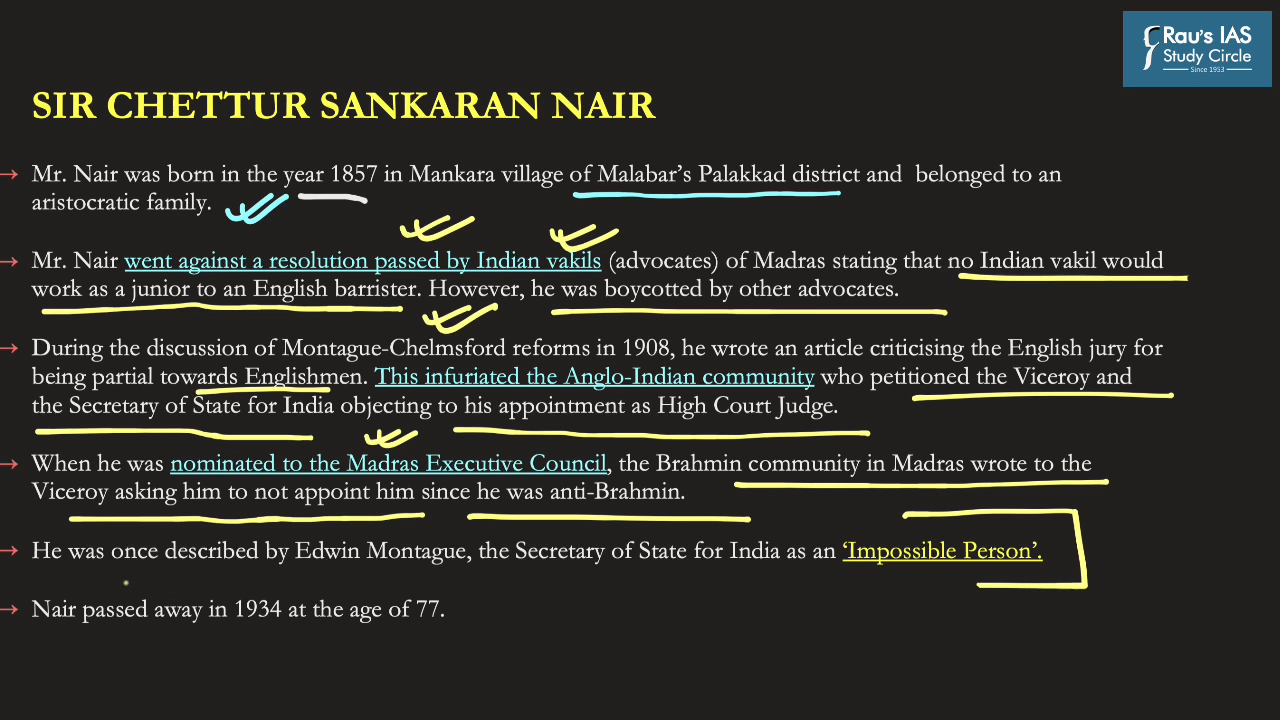 Rau's IAS
Study Circle
Since 1953
SIR CHETTUR SANKARAN NAIR
→ Mr. Nair was born in the year 1857 in Mankara village of Malabar's Palakkad district and belonged to an
aristocratic family.
→ Mr. Nair went against a resolution passed by Indian vakils (advocates) of Madras stating that no Indian vakil would
work as a junior to an English barrister. However, he was boycotted by other advocates.
→ During the discussion of Montague-Chelmsford reforms in 1908, he wrote an article criticising the English jury for
being partial towards Englishmen. This infuriated the Anglo-Indian community who petitioned the Viceroy and
the Secretary of State for India objecting to his appointment as High Court Judge.
→ When he was nominated to the Madras Executive Council, the Brahmin community in Madras wrote to the
Viceroy asking him to not appoint him since he was anti-Brahmin.
→ He was once described by Edwin Montague, the Secretary of State for India as an 'Impossible Person'.
→ Nair passed away in 1934 at the age of 77.